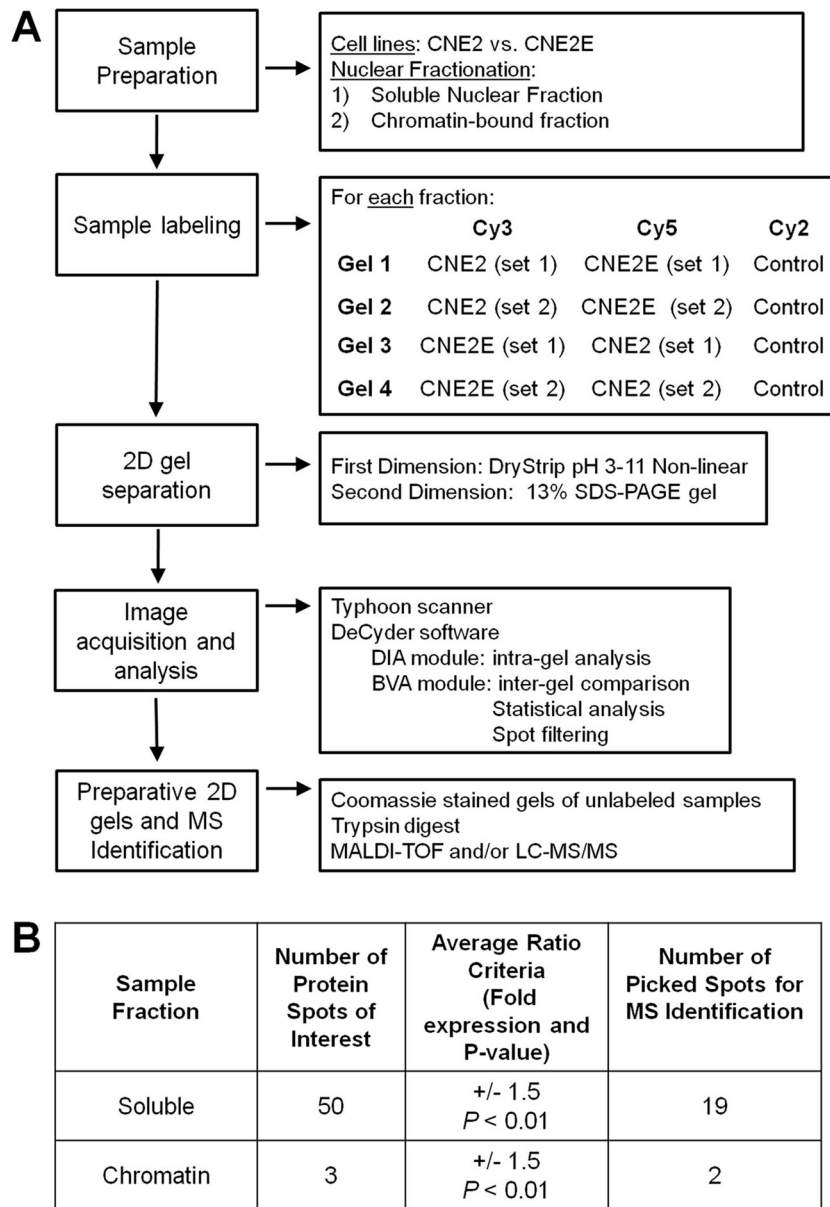 A
Sample
Preparation
Cell lines: CNE2 vs. CNE2E
Nuclear Fractionation:
1) Soluble Nuclear Fraction
2) Chromatin-bound fraction
Sample labeling
For each fraction:
Cy3 Cy5 Cy2
Gel 1 CNE2 (set 1) CNE2E (set 1) Control
Gel 2 CNE2 (set 2) CNE2E (set 2) Control
Gel 3 CNE2E (set 1) CNE2 (set 1) Control
Gel 4 CNE2E (set 2) CNE2 (set 2) Control
2D gel
separation
First Dimension: DryStrip pH 3-11 Non-linear
Second Dimension: 13% SDS-PAGE gel
Image
acquisition and
analysis
Typhoon scanner
DeCyder software
DIA module: intra-gel analysis
BVA module: inter-gel comparison
Statistical analysis
Spot filtering
Preparative 2D
gels and MS
Identification
Coomassie stained gels of unlabeled samples
Trypsin digest
MALDI-TOF and/or LC-MS/MS
B
Sample
Fraction
Number of
Protein
Spots of
Interest
Average Ratio
Criteria
(Fold
expression and
P-value)
Number of
Picked Spots for
MS Identification
Soluble
50
+/- 1.5
P < 0.01
19
Chromatin
3
+/- 1.5
P < 0.01
2